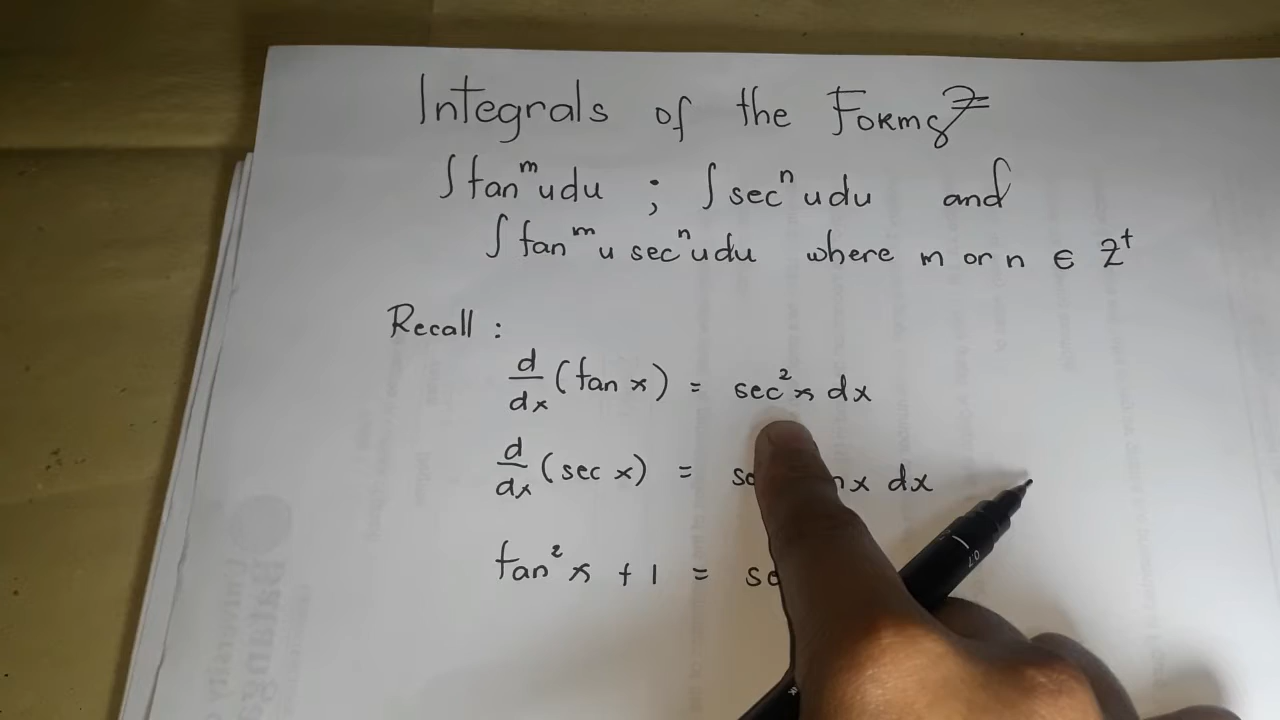 Integrals of the Forms
∫tanᵐudu ; ∫secⁿudu and
∫tanᵐu secⁿudu where m or n ∈ Z⁺
Recall :
d/dx (tan x) = sec²x dx
d/dx (sec x) = x dx
tan²x + 1 =